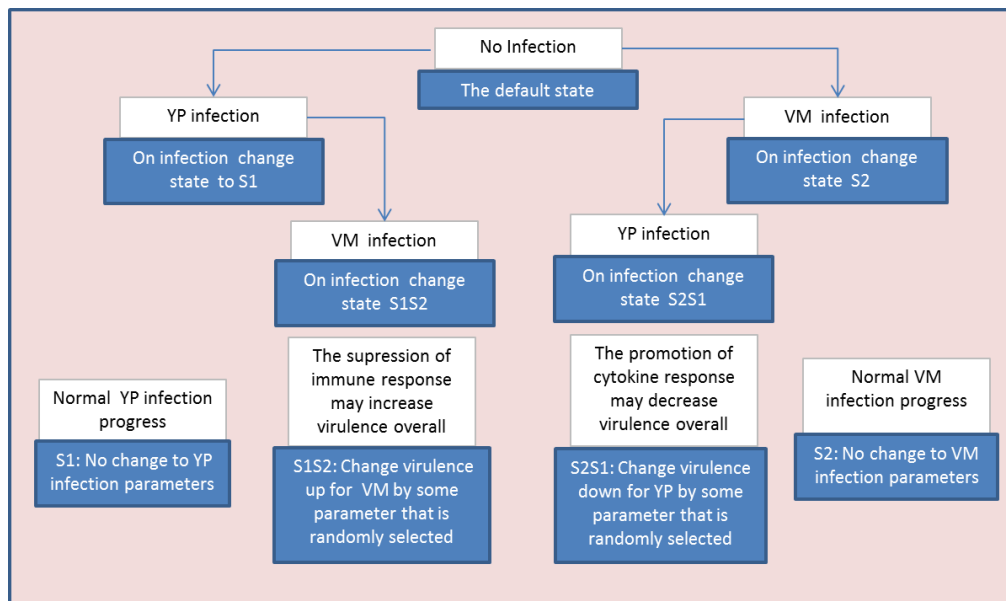 No Infection
The default state
YP infection
On infection change
state to S1
VM infection
On infection change
state S2
VM infection
On infection change
state S1S2
YP infection
On infection change
state S2S1
Normal YP infection
progress
S1: No change to YP
infection parameters
The supression of
immune response
may increase
virulence overall
S1S2: Change virulence
up for VM by some
parameter that is
randomly selected
The promotion of
cytokine response
may decrease
virulence overall
S2S1: Change virulence
down for YP by some
parameter that is
randomly selected
Normal VM
infection progress
S2: No change to VM
infection parameters